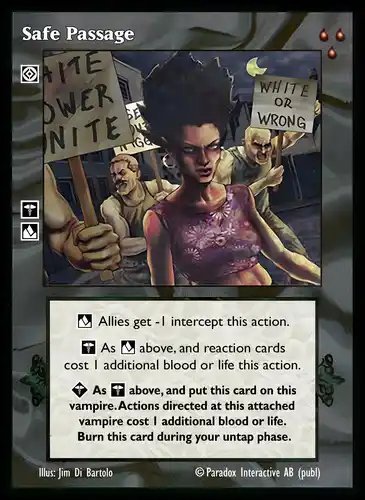 Safe Passage
WHITE
OWER
NITE
WHITE
OR
WRONG
Allies get -1 intercept this action.
As above, and reaction cards
cost 1 additional blood or life this action.
As above, and put this card on this
vampire. Actions directed at this attached
vampire cost 1 additional blood or life.
Burn this card during your untap phase.
Illus: Jim Di Bartolo
© Paradox Interactive AB (publ)